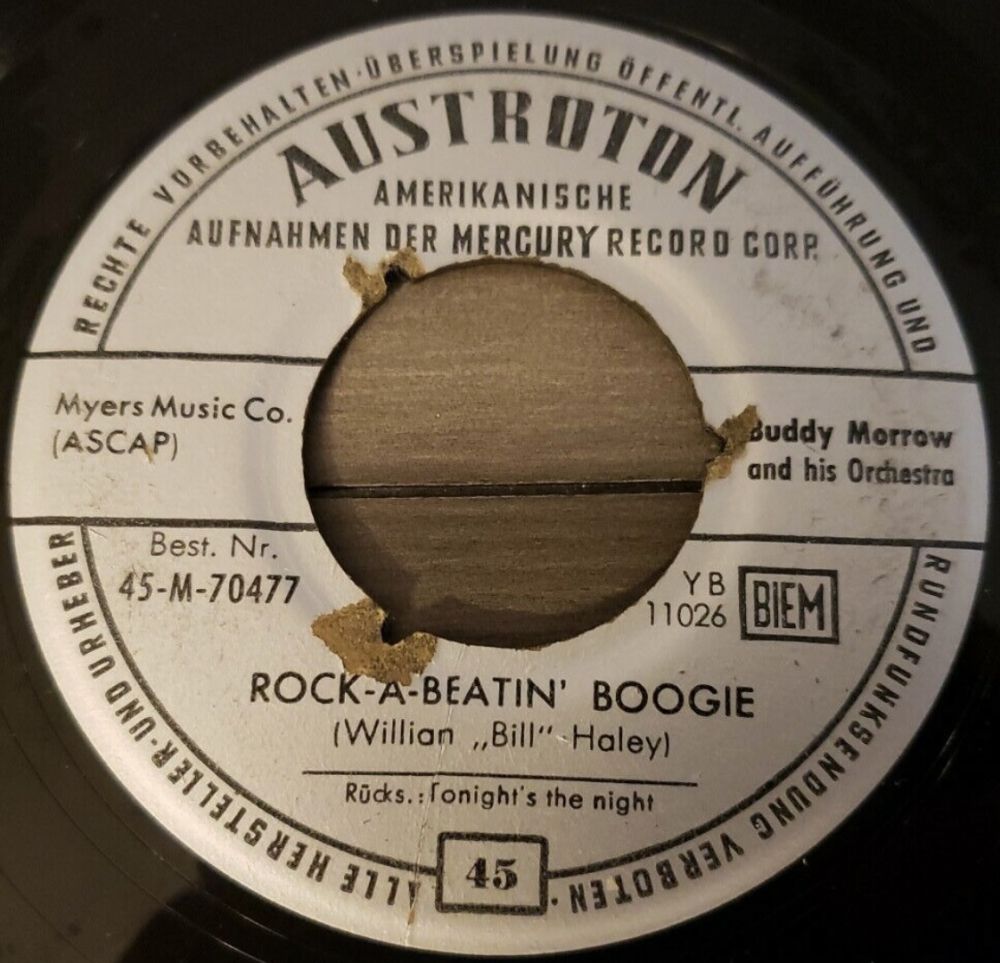 ALLE HERSTELLER-UND URHEBER
RECHTE VORBEHALTEN·ÜBERSPIELUNG ÖFFENTL. AUFFÜHRUNG UND
RUNDFUNKSENDUNG VERBOTEN·
AUSTROTON
AMERIKANISCHE
AUFNAHMEN DER MERCURY RECORD CORP.
Myers Music Co.
(ASCAP)
Buddy Morrow
and his Orchestra
Best. Nr.
45-M-70477
YB
11026
BIEM
ROCK-A-BEATIN' BOOGIE
(Willian „Bill“ Haley)
Rücks.: Tonight's the night
45